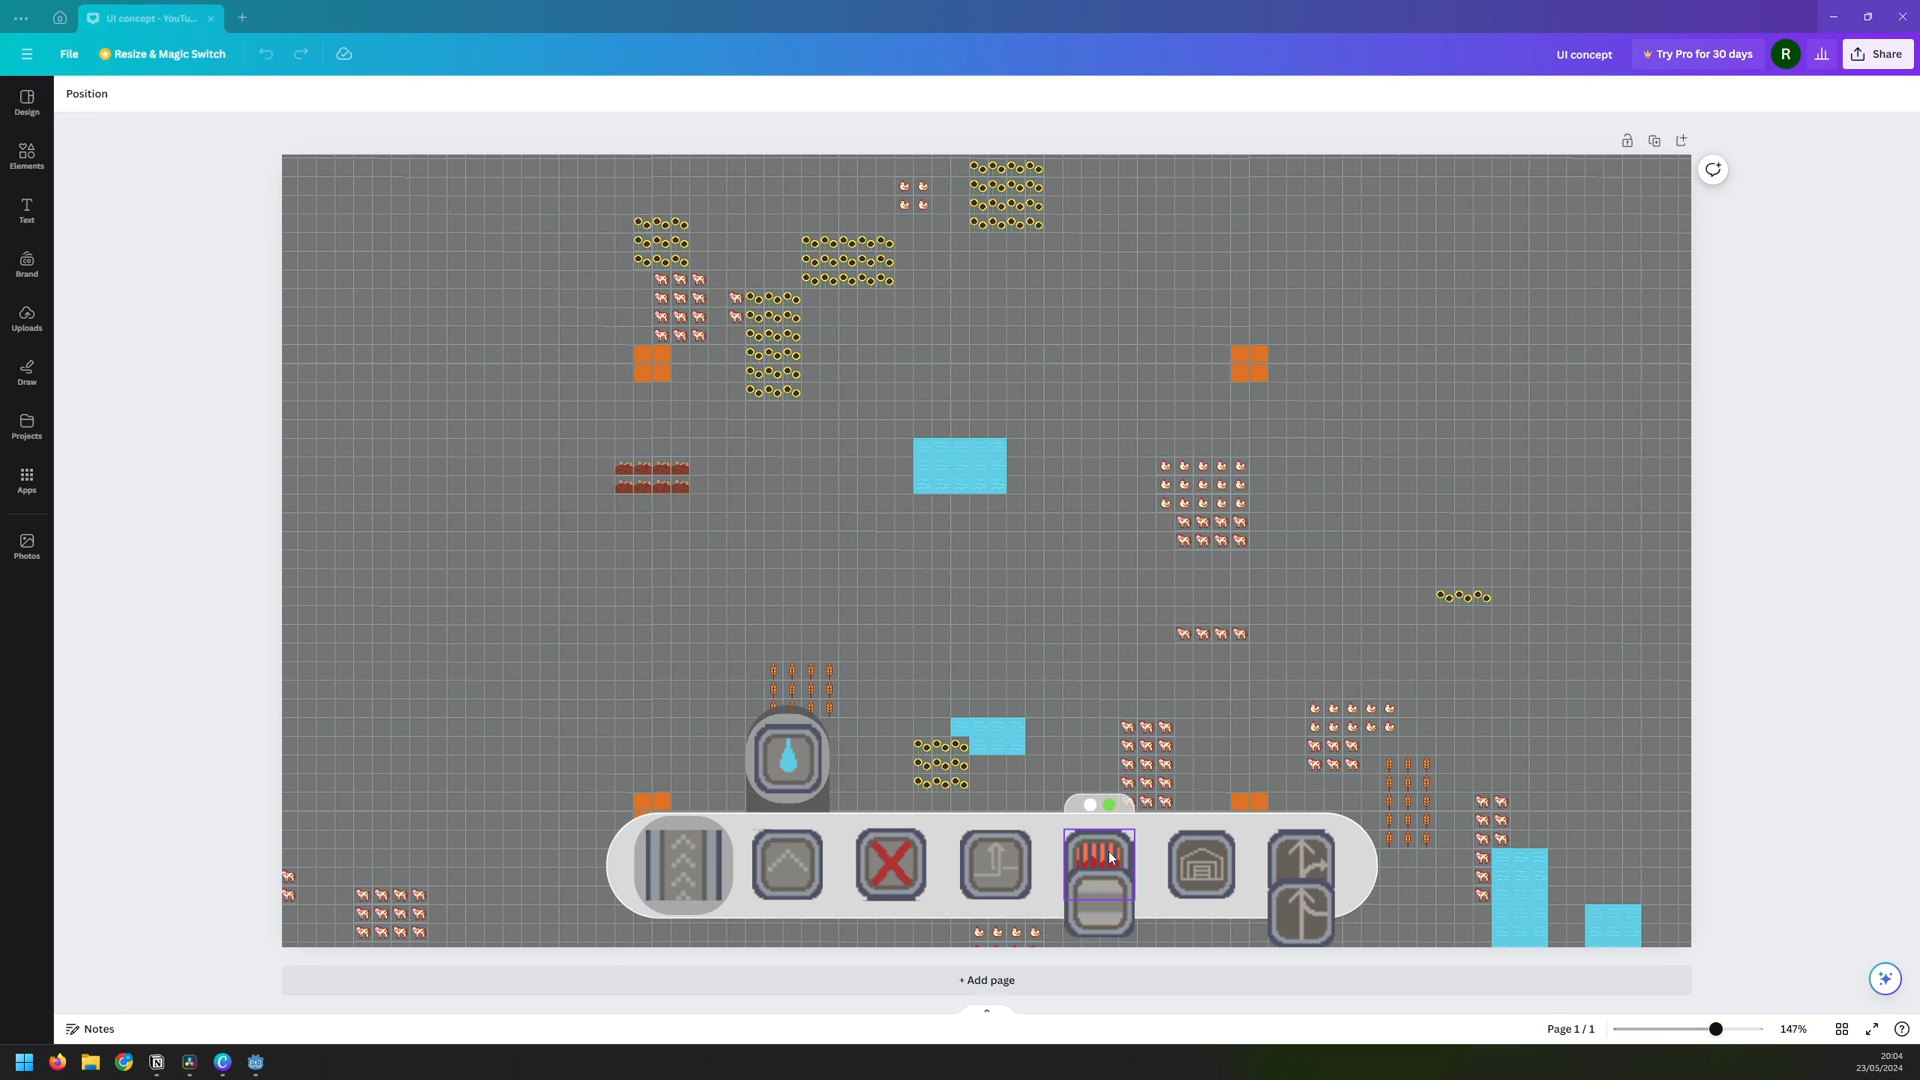 UI concept - YouTu...
File
Resize & Magic Switch
UI concept
Try Pro for 30 days
R
Share
Position
Design
Elements
Text
Brand
Uploads
Draw
Projects
Apps
Photos
+ Add page
Notes
Page 1 / 1
147%
20:04
23/05/2024